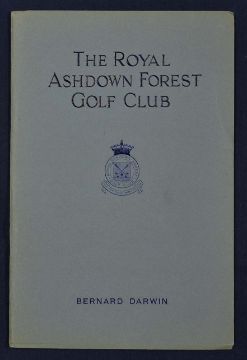 THE ROYAL
ASHDOWN FOREST
GOLF CLUB
BERNARD DARWIN